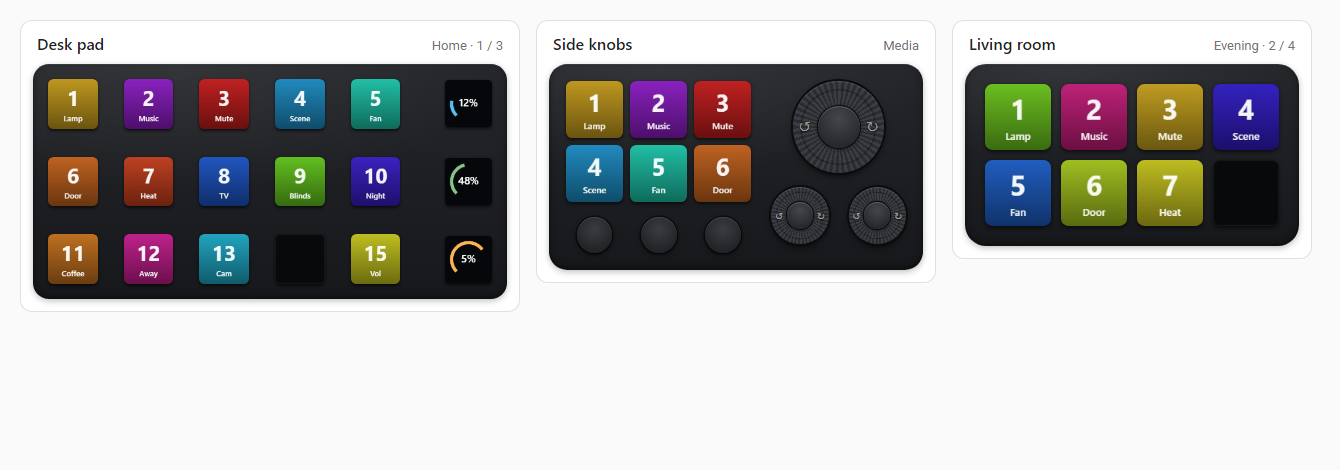 Desk pad
Home · 1 / 3
1 2 3 4 5
Lamp Music Mute Scene Fan
12%
6 7 8 9 10
Door Heat TV Blinds Night
48%
11 12 13 15
Coffee Away Cam Vol
5%
Side knobs
Media
1 2 3
Lamp Music Mute
4 5 6
Scene Fan Door
↺ ↻
↺ ↻ ↺ ↻
Living room
Evening · 2 / 4
1 2 3 4
Lamp Music Mute Scene
5 6 7
Fan Door Heat